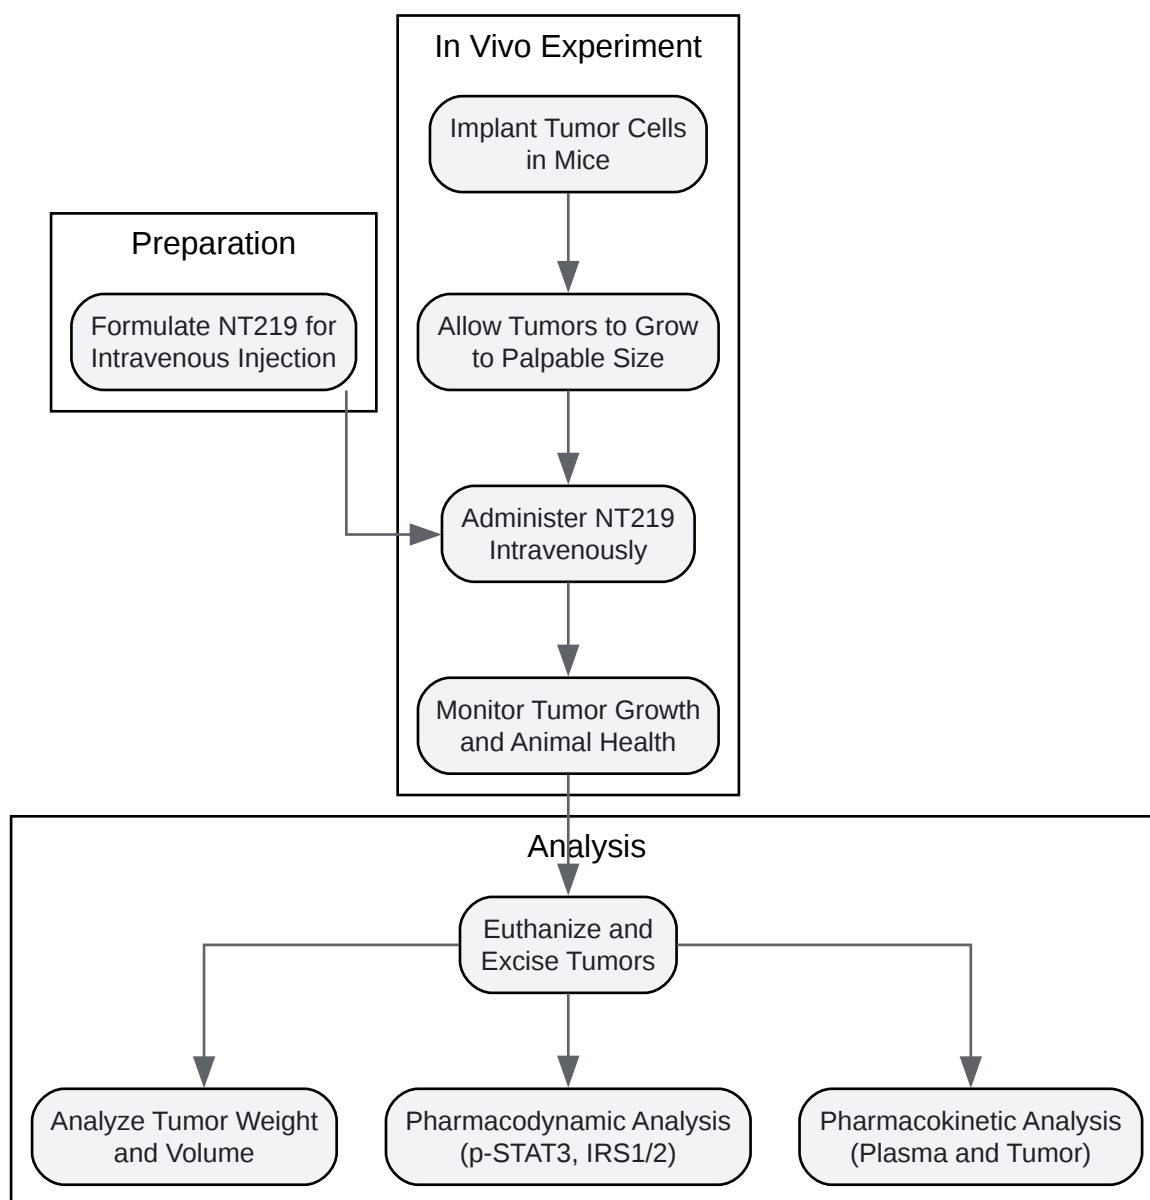 In Vivo Experiment
Implant Tumor Cells
in Mice
Preparation
Formulate NT219 for
Intravenous Injection
Allow Tumors to Grow
to Palpable Size
Administer NT219
Intravenously
Monitor Tumor Growth
and Animal Health
Analysis
Euthanize and
Excise Tumors
Analyze Tumor Weight
and Volume
Pharmacodynamic Analysis
(p-STAT3, IRS1/2)
Pharmacokinetic Analysis
(Plasma and Tumor)